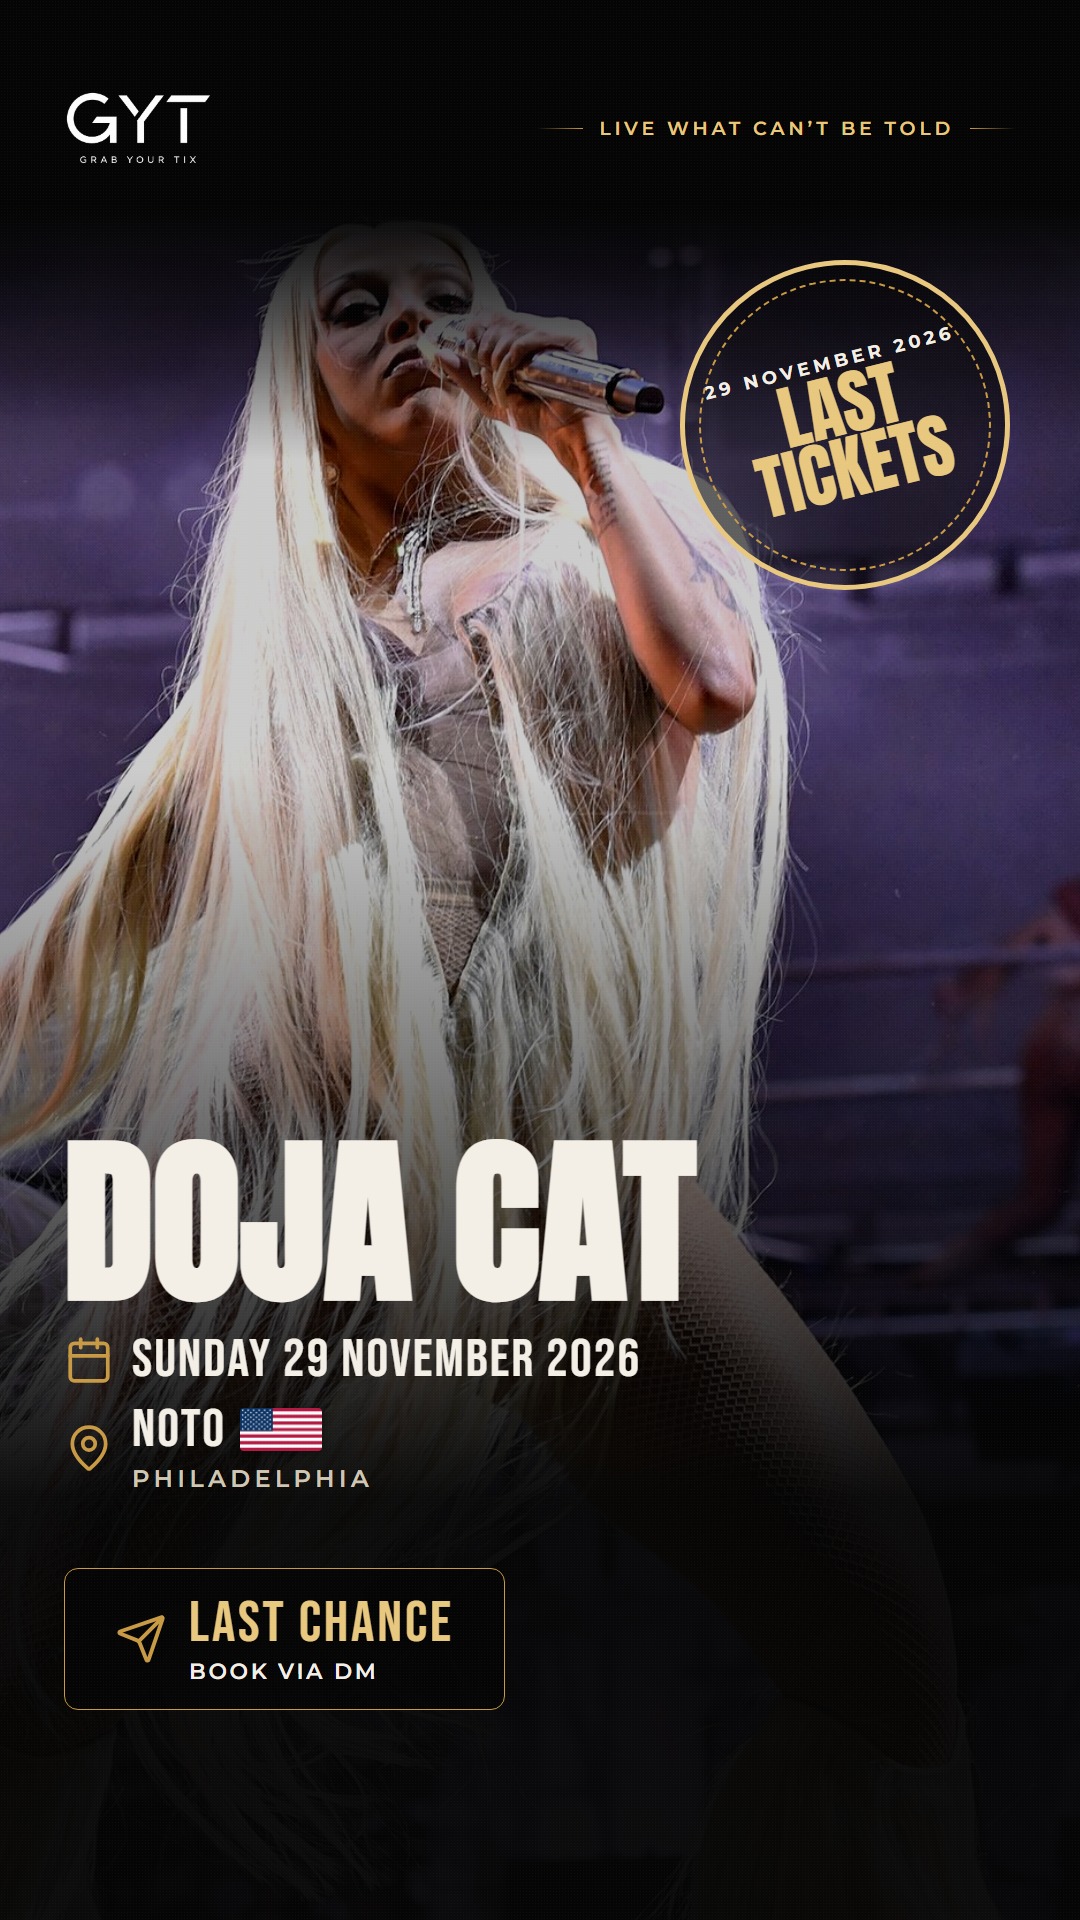 GYT
GRAB YOUR TIX
LIVE WHAT CAN’T BE TOLD
29 NOVEMBER 2026
LAST
TICKETS
DOJA CAT
SUNDAY 29 NOVEMBER 2026
NOTO
PHILADELPHIA
LAST CHANCE
BOOK VIA DM